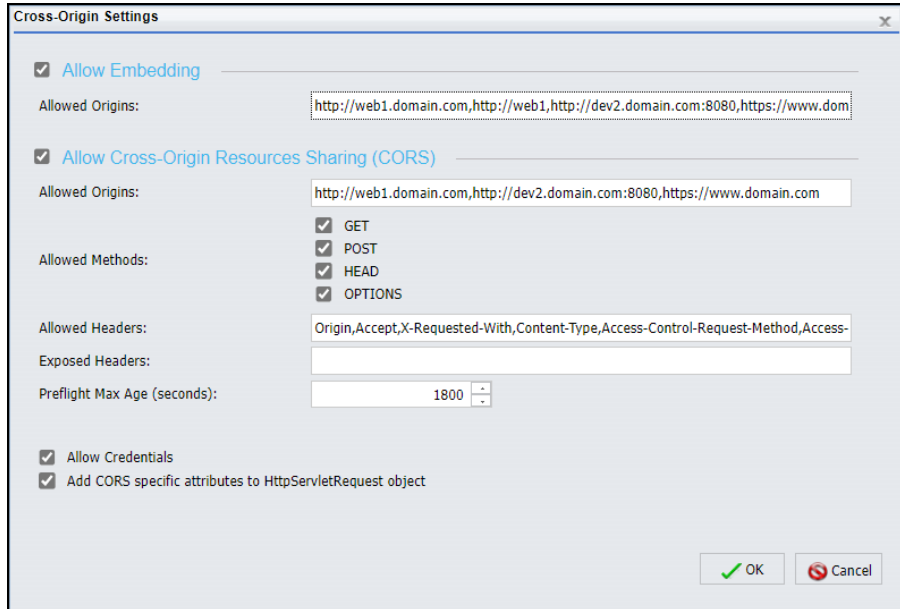 Cross-Origin Settings
Allow Embedding
Allowed Origins: http://web1.domain.com,http://web1,http://dev2.domain.com:8080,https://www.dom
Allow Cross-Origin Resources Sharing (CORS)
Allowed Origins: http://web1.domain.com,http://dev2.domain.com:8080,https://www.domain.com
GET
POST
Allowed Methods:
HEAD
OPTIONS
Allowed Headers: Origin,Accept,X-Requested-With,Content-Type,Access-Control-Request-Method,Access-
Exposed Headers:
Preflight Max Age (seconds): 1800
Allow Credentials
Add CORS specific attributes to HttpServletRequest object
OK Cancel